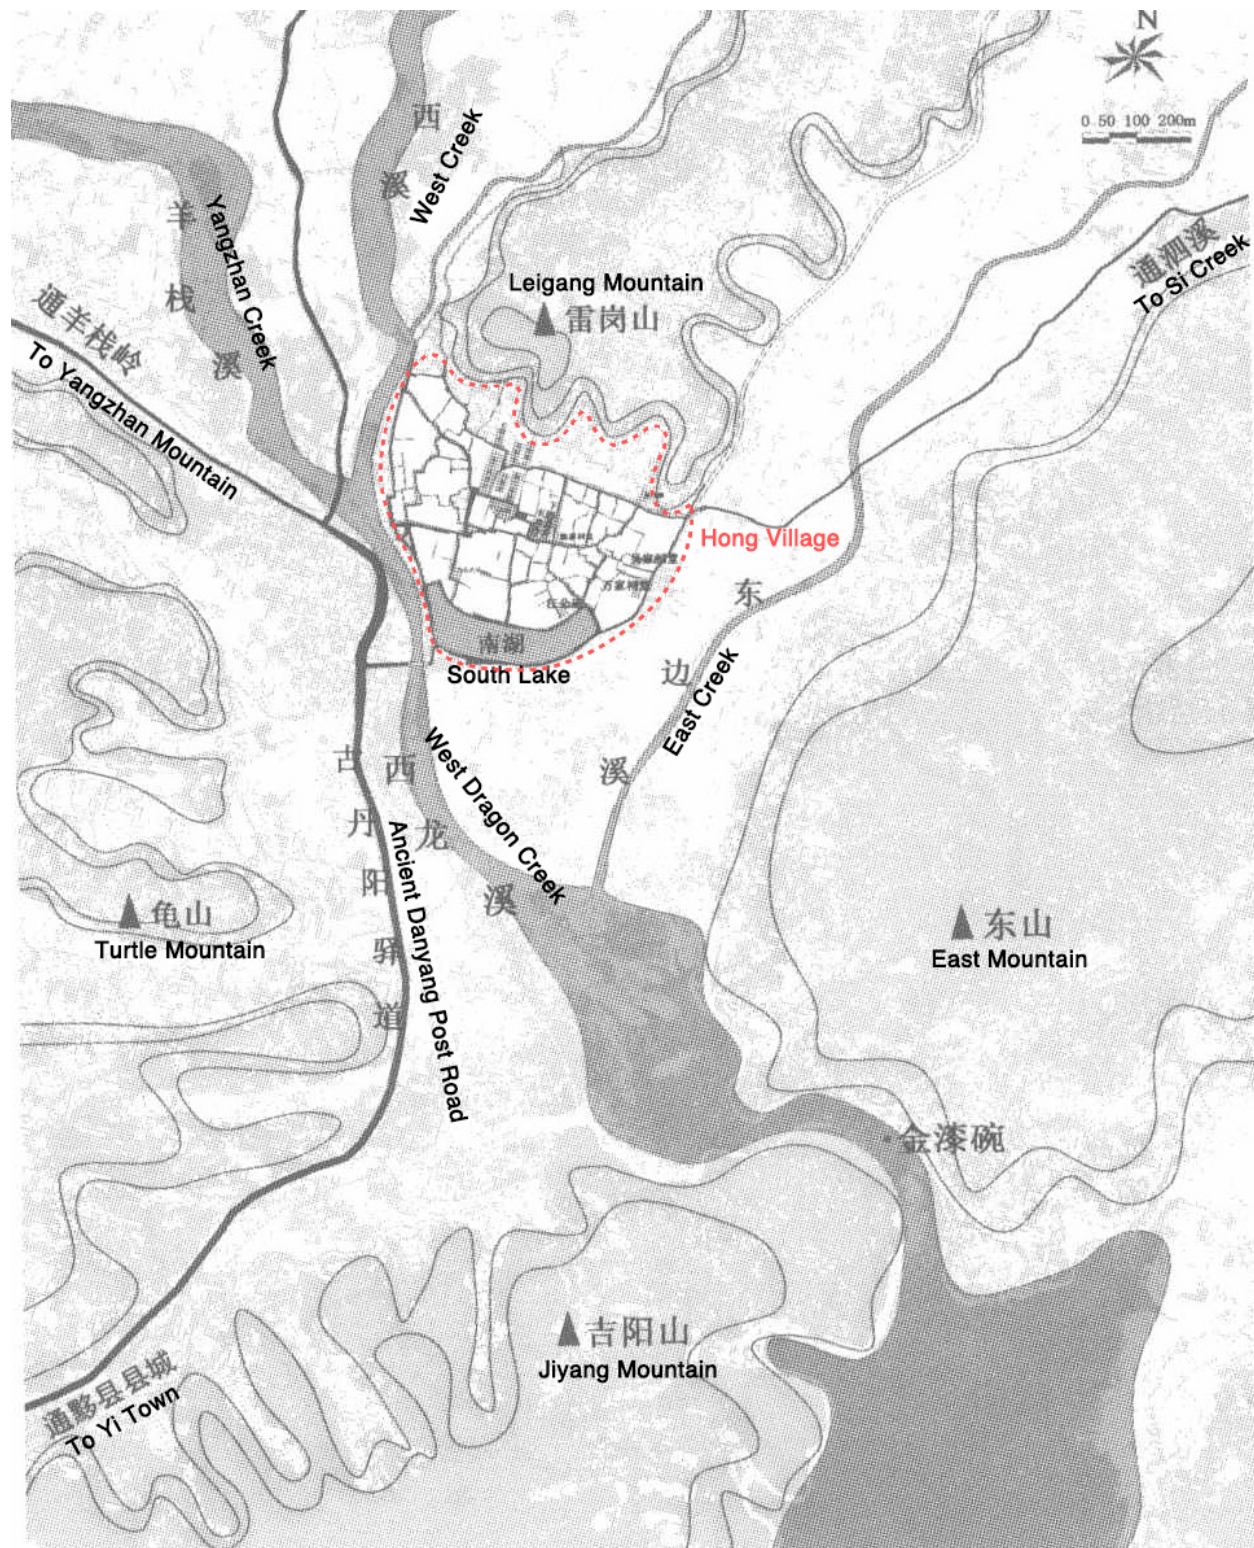 N
0 50 100 200m
西溪
West Creek
羊栈溪
Yangzhan Creek
通泗溪
To Si Creek
Leigang Mountain
雷岗山
通羊栈岭
To Yangzhan Mountain
Hong Village
万家祠堂
南湖
South Lake
东边溪
East Creek
西龙溪
West Dragon Creek
古丹阳驿道
Ancient Danyang Post Road
龟山
Turtle Mountain
东山
East Mountain
金漆碗
吉阳山
Jiyang Mountain
通黟县县城
To Yi Town